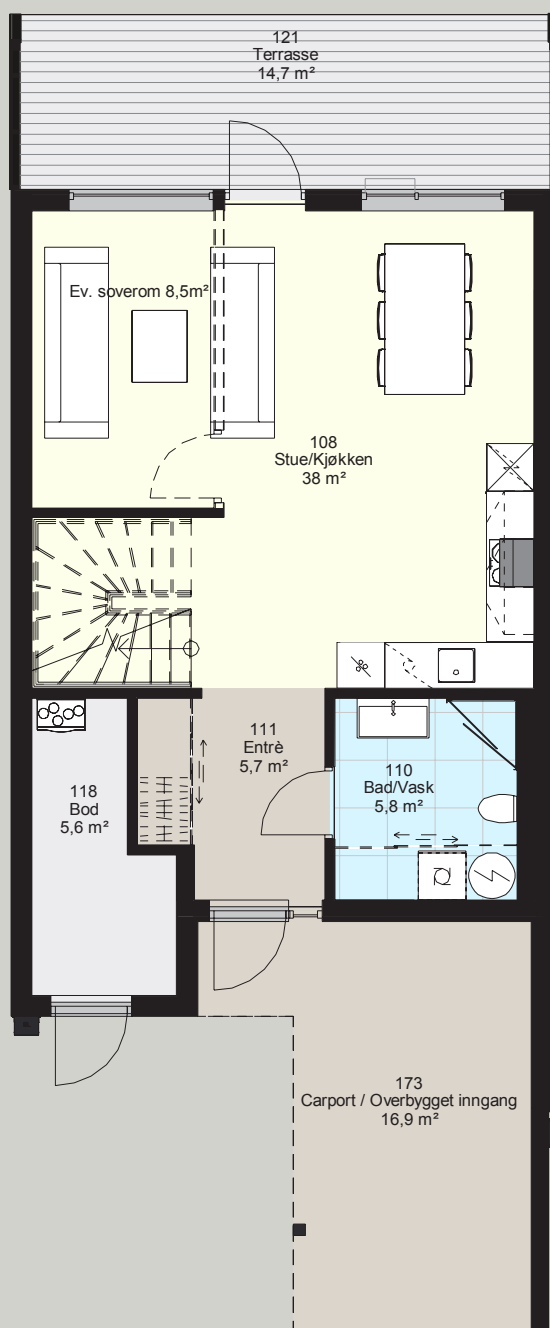 121
Terrasse
14,7 m²
Ev. soverom 8,5m²
108
Stue/Kjøkken
38 m²
111
Entrè
5,7 m²
110
Bad/Vask
5,8 m²
118
Bod
5,6 m²
173
Carport / Overbygget inngang
16,9 m²